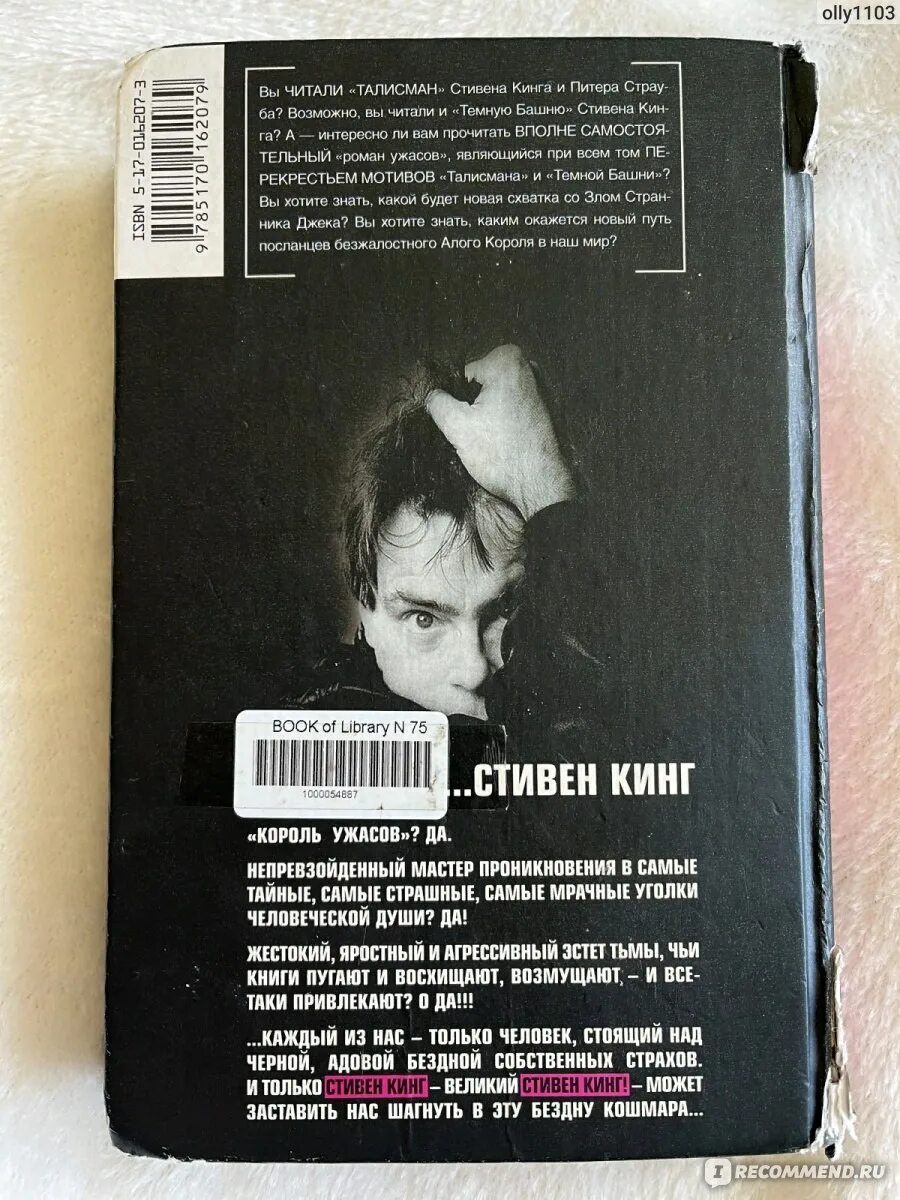 olly1103
ISBN 5-17-016207-3
9 785170 162079
Вы ЧИТАЛИ «ТАЛИСМАН» Стивена Кинга и Питера Страу-
ба? Возможно, вы читали и «Темную Башню» Стивена Кин-
га? А — интересно ли вам прочитать ВПОЛНЕ САМОСТОЯ-
ТЕЛЬНЫЙ «роман ужасов», являющийся при всем том ПЕ-
РЕКРЕСТЬЕМ МОТИВОВ «Талисмана» и «Темной Башни»?
Вы хотите знать, какой будет новая схватка со Злом Стран-
ника Джека? Вы хотите знать, каким окажется новый путь
посланцев безжалостного Алого Короля в наш мир?
BOOK of Library N 75
1000054887
...СТИВЕН КИНГ
«КОРОЛЬ УЖАСОВ»? ДА.
НЕПРЕВЗОЙДЕННЫЙ МАСТЕР ПРОНИКНОВЕНИЯ В САМЫЕ
ТАЙНЫЕ, САМЫЕ СТРАШНЫЕ, САМЫЕ МРАЧНЫЕ УГОЛКИ
ЧЕЛОВЕЧЕСКОЙ ДУШИ? ДА!
ЖЕСТОКИЙ, ЯРОСТНЫЙ И АГРЕССИВНЫЙ ЭСТЕТ ТЬМЫ, ЧЬИ
КНИГИ ПУГАЮТ И ВОСХИЩАЮТ, ВОЗМУЩАЮТ, – И ВСЕ-
ТАКИ ПРИВЛЕКАЮТ? О ДА!!!
...КАЖДЫЙ ИЗ НАС – ТОЛЬКО ЧЕЛОВЕК, СТОЯЩИЙ НАД
ЧЕРНОЙ, АДОВОЙ БЕЗДНОЙ СОБСТВЕННЫХ СТРАХОВ.
И ТОЛЬКО СТИВЕН КИНГ – ВЕЛИКИЙ СТИВЕН КИНГ! – МОЖЕТ
ЗАСТАВИТЬ НАС ШАГНУТЬ В ЭТУ БЕЗДНУ КОШМАРА...
IRECOMMEND.RU